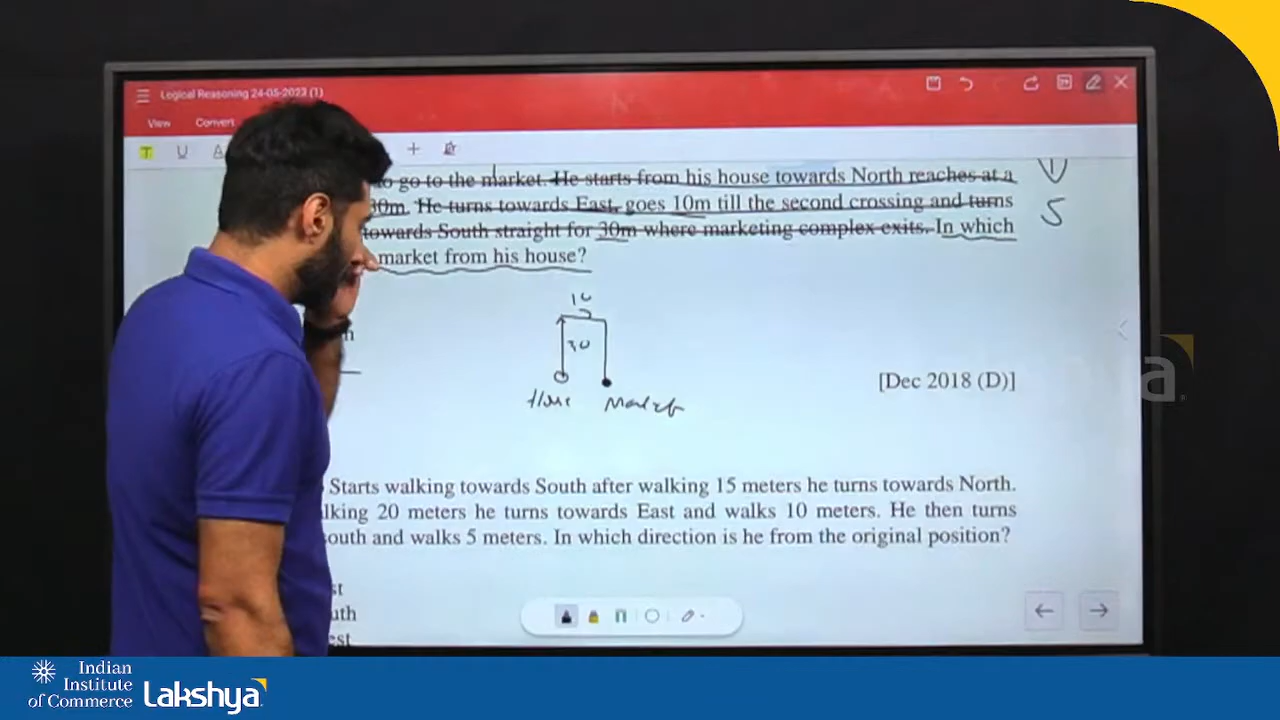 Logical Reasoning 24-05-2023 (1)
View Convert
T U A
to go to the market. He starts from his house towards North reaches at a
30m. He turns towards East, goes 10m till the second crossing and turns
towards South straight for 30m where marketing complex exits. In which
market from his house?
S
10
30
House Market
[Dec 2018 (D)]
Starts walking towards South after walking 15 meters he turns towards North.
lking 20 meters he turns towards East and walks 10 meters. He then turns
outh and walks 5 meters. In which direction is he from the original position?
st
uth
est
Indian
Institute
of Commerce
Lakshya